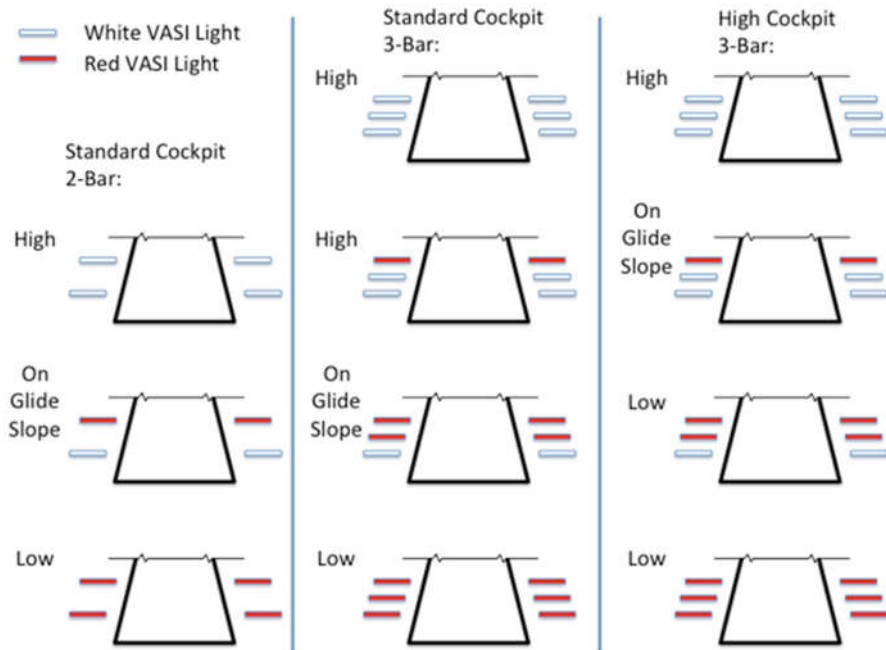 White VASI Light
Red VASI Light
Standard Cockpit
2-Bar:
High
On
Glide
Slope
Low
Standard Cockpit
3-Bar:
High
High
On
Glide
Slope
Low
High Cockpit
3-Bar:
High
On
Glide
Slope
Low
Low